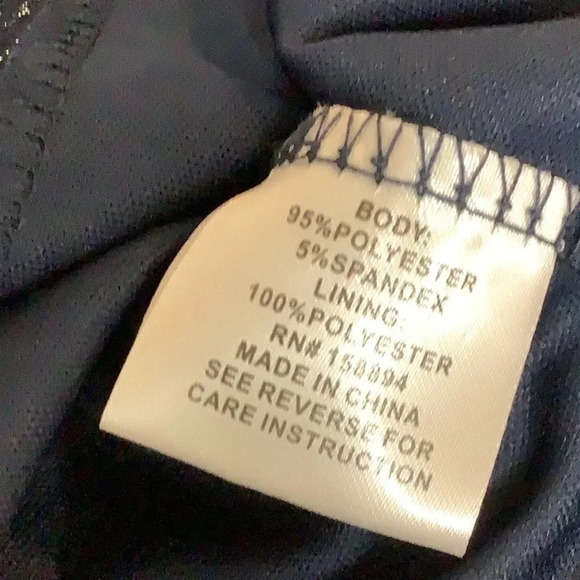 BODY:
95%POLYESTER
5%SPANDEX
LINING:
100%POLYESTER
RN# 158894
MADE IN CHINA
SEE REVERSE FOR
CARE INSTRUCTION